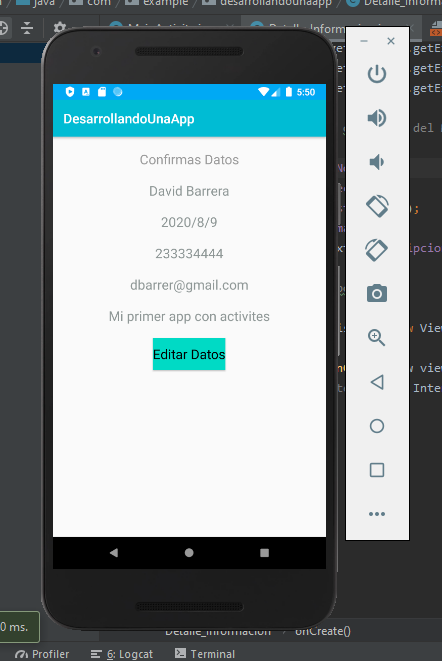 java
com
example
desarrollandounaapp
Detalle_Inform
.getE
.getE
.getE
del
5:50
DesarrollandoUnaApp
Confirmas Datos
David Barrera
2020/8/9
233334444
dbarrer@gmail.com
Mi primer app con activites
Editar Datos
);
ipcio
View
view
Inte
0 ms.
Detalle_Informacion
onCreate()
Profiler
6: Logcat
Terminal